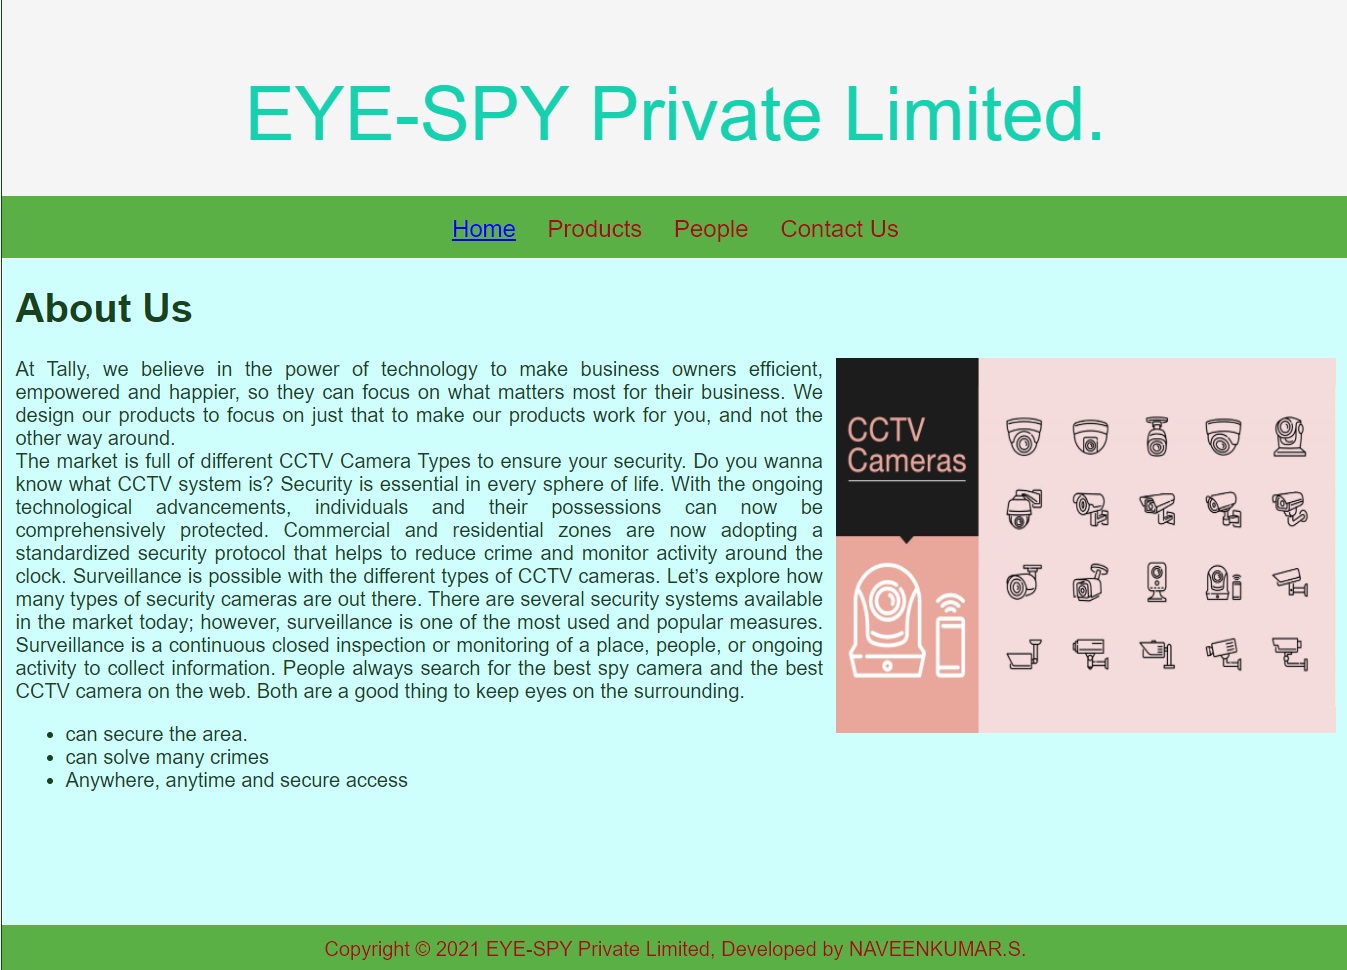 EYE-SPY Private Limited.
Home Products People Contact Us
About Us
At Tally, we believe in the power of technology to make business owners efficient,
empowered and happier, so they can focus on what matters most for their business. We
design our products to focus on just that to make our products work for you, and not the
other way around.
The market is full of different CCTV Camera Types to ensure your security. Do you wanna
know what CCTV system is? Security is essential in every sphere of life. With the ongoing
technological advancements, individuals and their possessions can now be
comprehensively protected. Commercial and residential zones are now adopting a
standardized security protocol that helps to reduce crime and monitor activity around the
clock. Surveillance is possible with the different types of CCTV cameras. Let’s explore how
many types of security cameras are out there. There are several security systems available
in the market today; however, surveillance is one of the most used and popular measures.
Surveillance is a continuous closed inspection or monitoring of a place, people, or ongoing
activity to collect information. People always search for the best spy camera and the best
CCTV camera on the web. Both are a good thing to keep eyes on the surrounding.
• can secure the area.
• can solve many crimes
• Anywhere, anytime and secure access
CCTV
Cameras
Copyright © 2021 EYE-SPY Private Limited, Developed by NAVEENKUMAR.S.